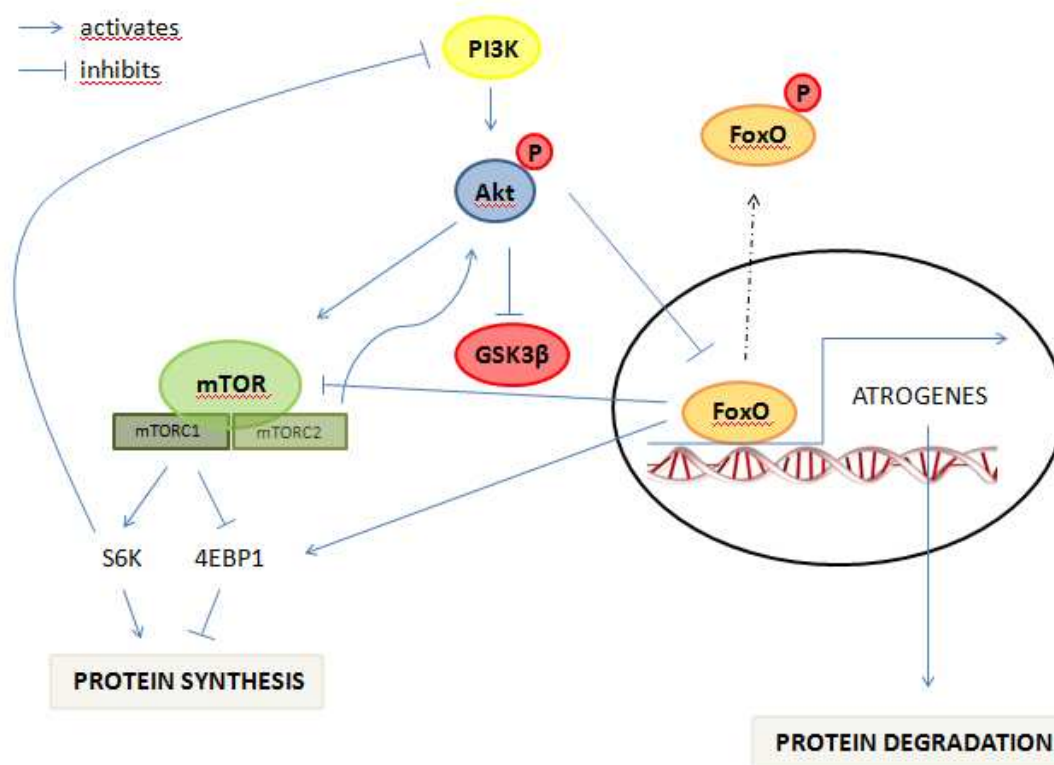 activates
inhibits
PI3K
P
FoxO
P
Akt
GSK3β
mTOR
mTORC1
mTORC2
FoxO
ATROGENES
S6K
4EBP1
PROTEIN SYNTHESIS
PROTEIN DEGRADATION